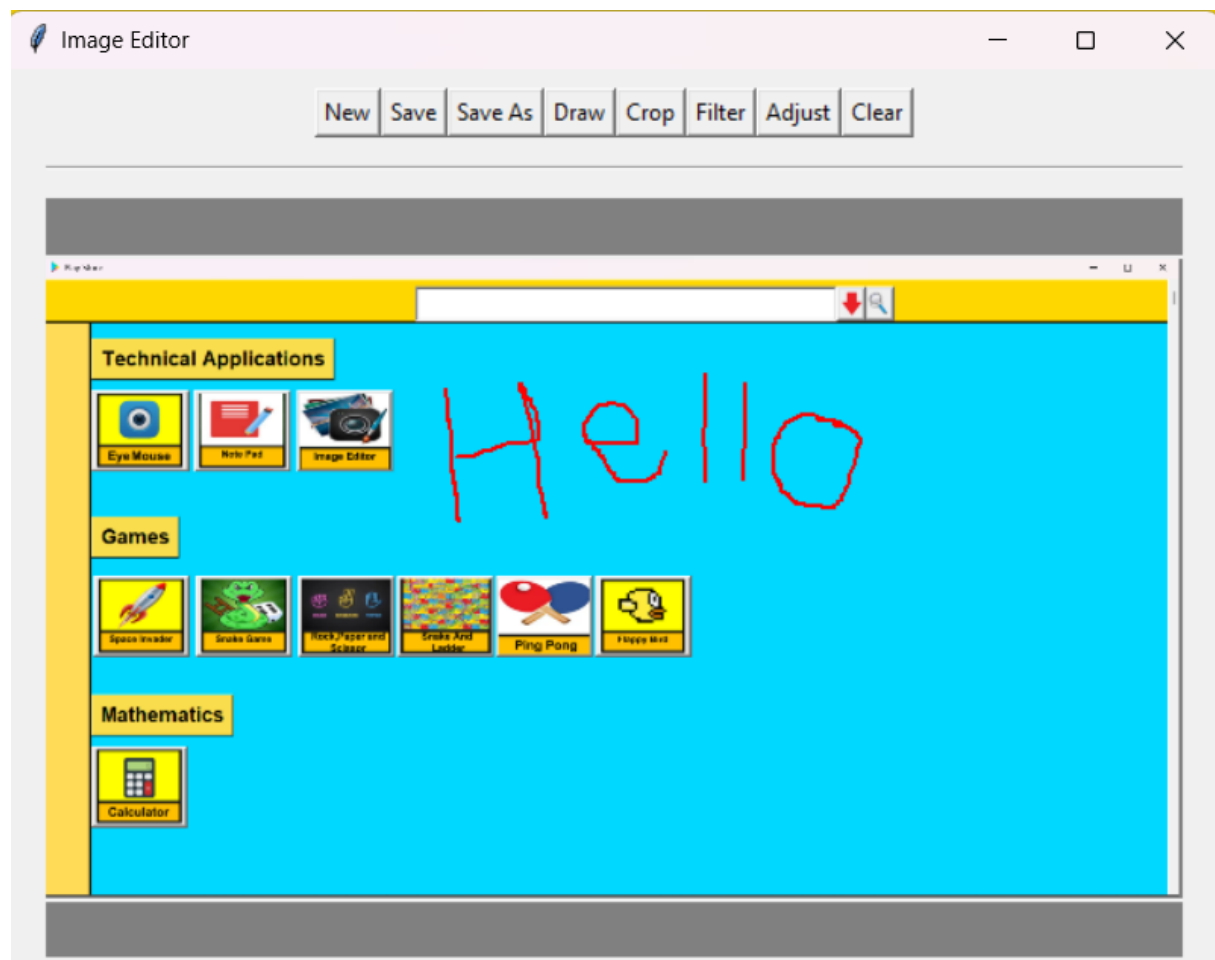 Image Editor
New Save Save As Draw Crop Filter Adjust Clear
Play Store
Technical Applications
Hello
Eye Mouse Note Pad Image Editor
Games
Space Invader Snake Game Rock,Paper and Scissor Snake And Ladder Ping Pong Flappy Bird
Mathematics
Calculator